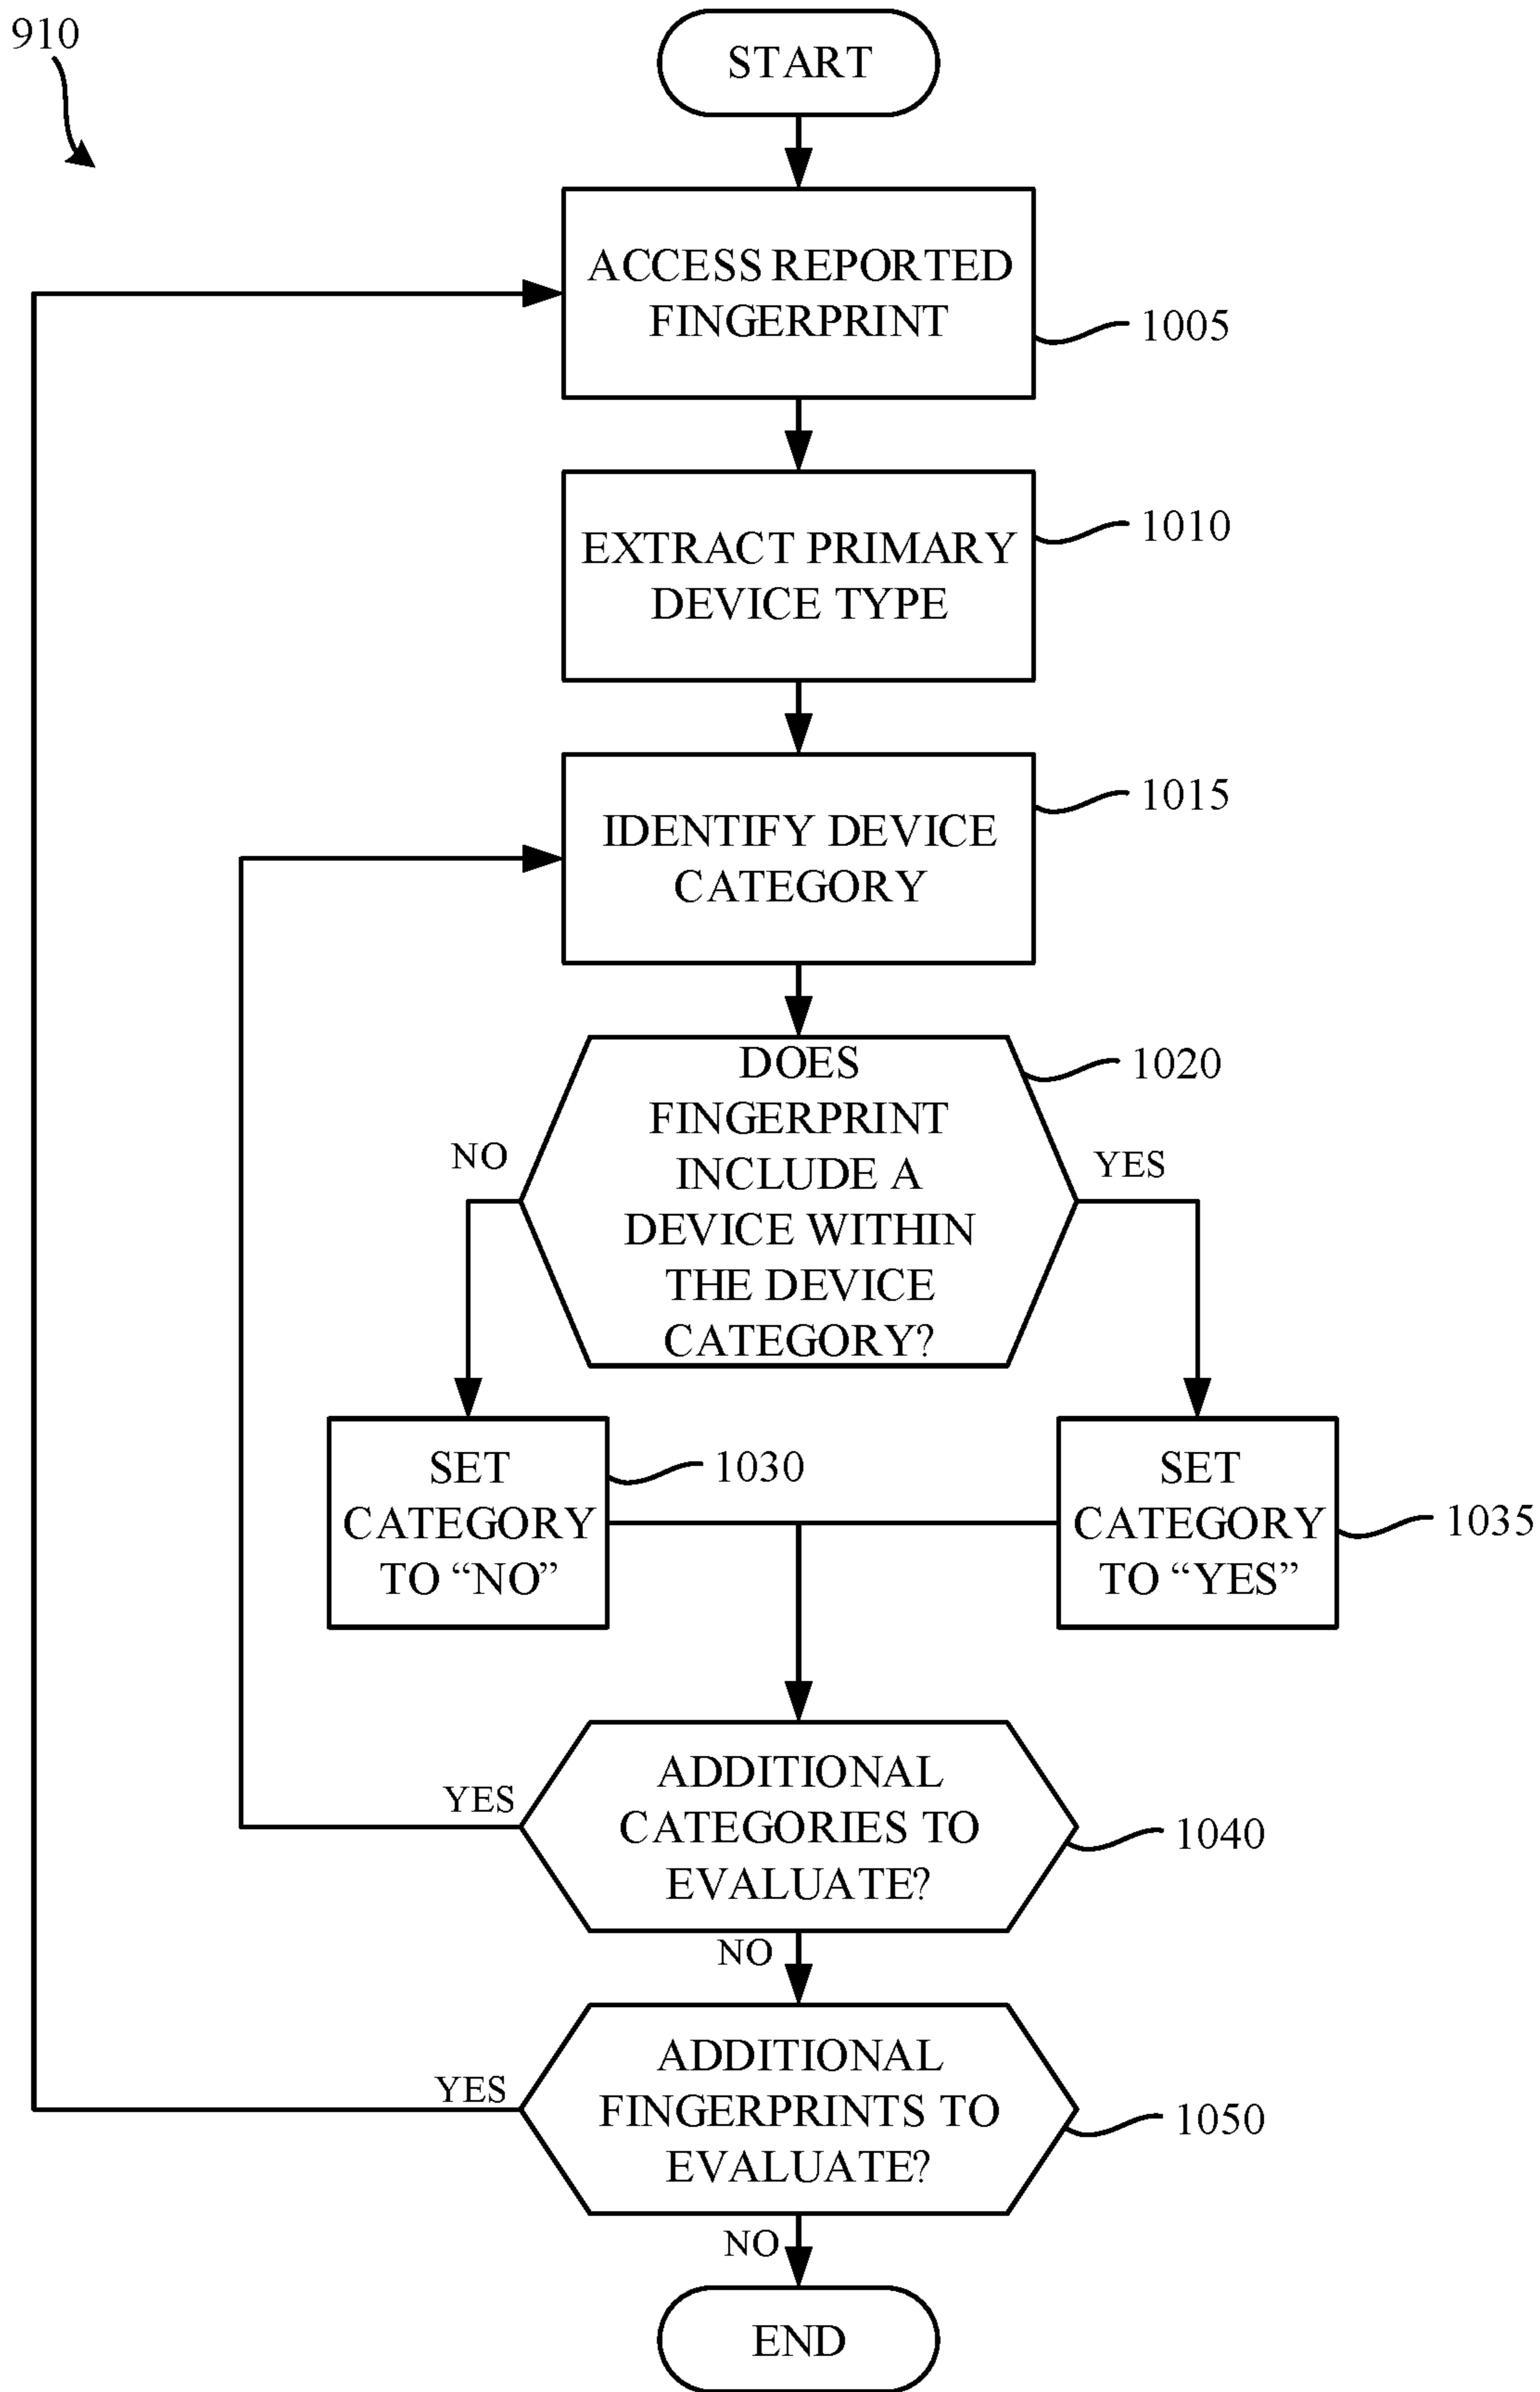 910
START
ACCESS REPORTED
FINGERPRINT
1005
EXTRACT PRIMARY
DEVICE TYPE
1010
IDENTIFY DEVICE
CATEGORY
1015
DOES
FINGERPRINT
INCLUDE A
DEVICE WITHIN
THE DEVICE
CATEGORY?
1020
NO
YES
SET
CATEGORY
TO “NO”
1030
SET
CATEGORY
TO “YES”
1035
ADDITIONAL
CATEGORIES TO
EVALUATE?
YES
1040
NO
ADDITIONAL
FINGERPRINTS TO
EVALUATE?
YES
1050
NO
END